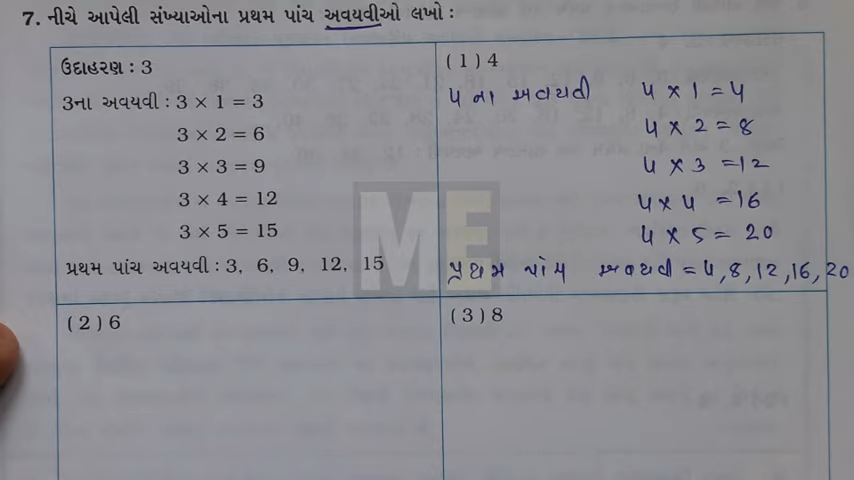 7. નીચે આપેલી સંખ્યાઓના પ્રથમ પાંચ અવયવીઓ લખો :
ઉદાહરણ : 3
3ના અવયવી : 3 × 1 = 3
3 × 2 = 6
3 × 3 = 9
3 × 4 = 12
3 × 5 = 15
પ્રથમ પાંચ અવયવી : 3, 6, 9, 12, 15
(1) 4
4 ના અવયવી 4 × 1 = 4
4 × 2 = 8
4 × 3 = 12
4 × 4 = 16
4 × 5 = 20
પ્રથમ પાંચ અવયવી = 4, 8, 12, 16, 20
(2) 6
(3) 8
ME